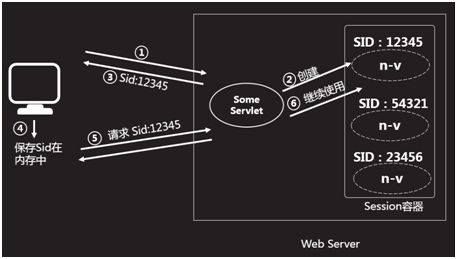 ①
③ Sid:12345
④
保存Sid在
内存中
⑤ 请求 Sid:12345
Some
Servlet
② 创建
⑥ 继续使用
SID：12345
n-v
SID：54321
n-v
SID：23456
n-v
Session容器
Web Server